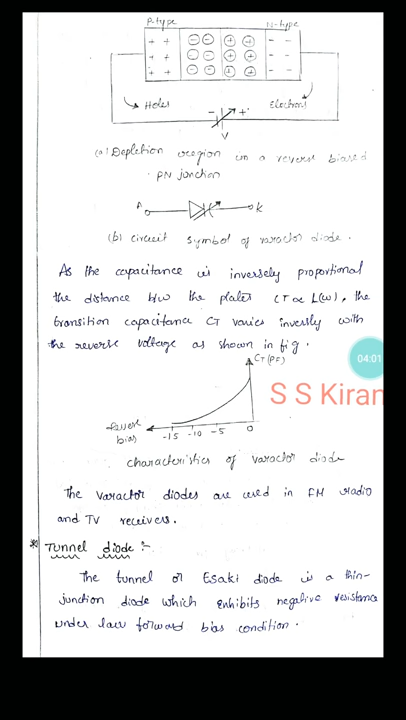 P-type N-type
+ + ⊖ ⊖ ⊕ ⊕ - -
+ + ⊖ ⊖ ⊕ ⊕ - -
+ + ⊖ ⊖ ⊕ ⊕ - -
Holes - + Electrons
V
(a) Depletion region in a reverse biased
PN junction
A K
(b) circuit symbol of varactor diode.
As the capacitance is inversely proportional
the distance b/w the plates CT ∝ 1/(w), the
transition capacitance CT varies inversly with
the reverse voltage as shown in fig.
04:01
CT (PF)
S S Kiran
reverse
bias
-15 -10 -5 0
characteristics of varactor diode
The varactor diodes are used in FM radio
and TV receivers.
* Tunnel diode :-
The tunnel or Esaki diode is a thin-
junction diode which enhibits negative resistance
under law forward bias condition.